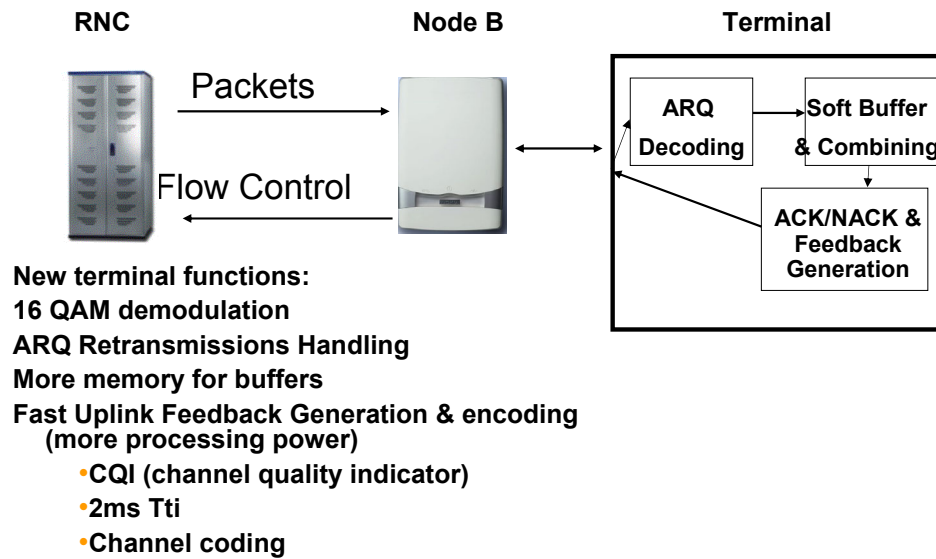 RNC
Node B
Terminal
Packets
Flow Control
ARQ
Decoding
Soft Buffer
& Combining
ACK/NACK &
Feedback
Generation
New terminal functions:
16 QAM demodulation
ARQ Retransmissions Handling
More memory for buffers
Fast Uplink Feedback Generation & encoding
(more processing power)
•CQI (channel quality indicator)
•2ms Tti
•Channel coding